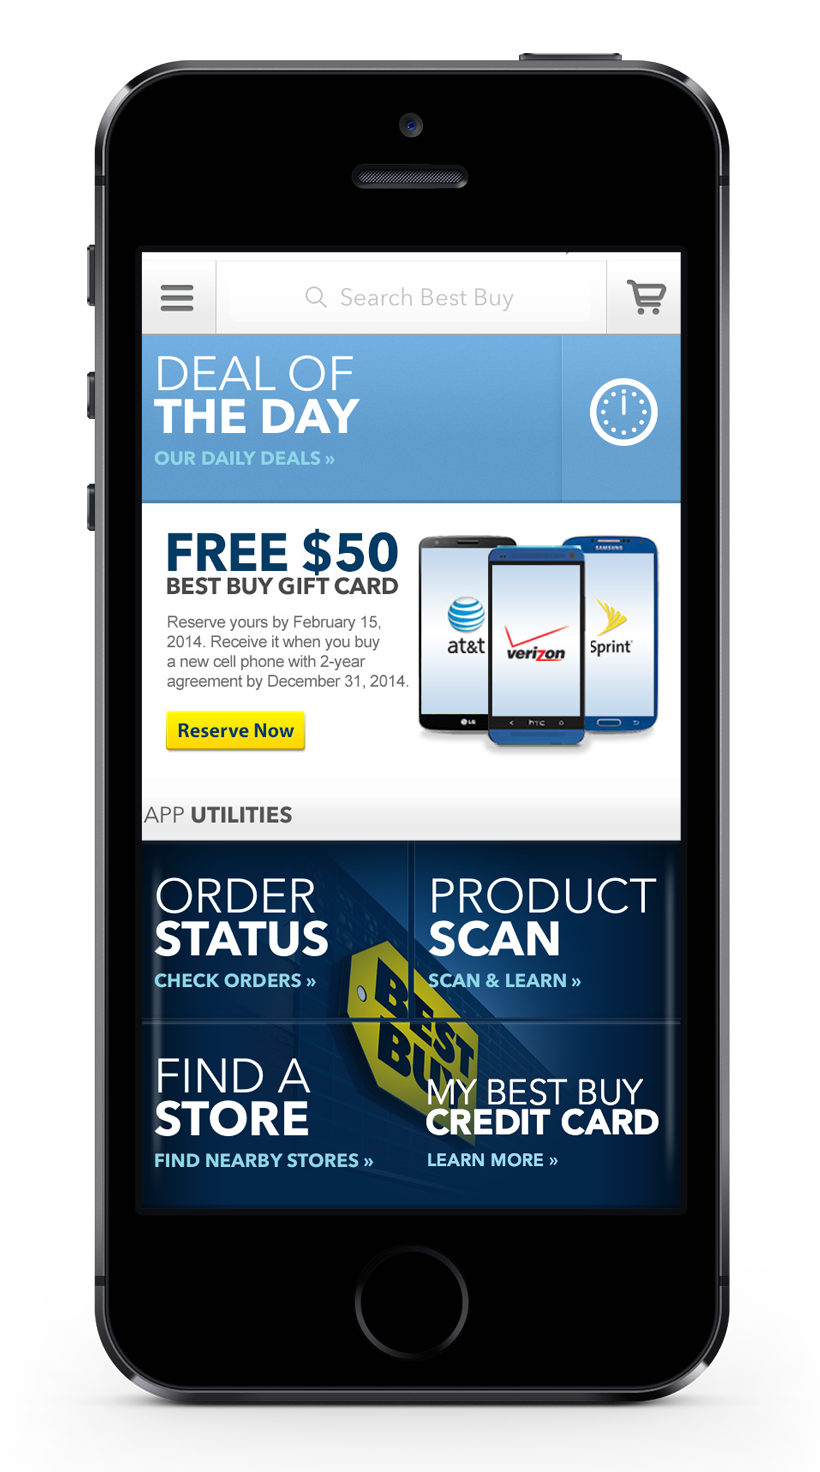 Search Best Buy
DEAL OF
THE DAY
OUR DAILY DEALS »
FREE $50
BEST BUY GIFT CARD
Reserve yours by February 15,
2014. Receive it when you buy
a new cell phone with 2-year
agreement by December 31, 2014.
Reserve Now
at&t
LG
verizon
hTC
SAMSUNG
Sprint
APP UTILITIES
ORDER
STATUS
CHECK ORDERS »
PRODUCT
SCAN
SCAN & LEARN »
BEST
BUY
FIND A
STORE
FIND NEARBY STORES »
MY BEST BUY
CREDIT CARD
LEARN MORE »